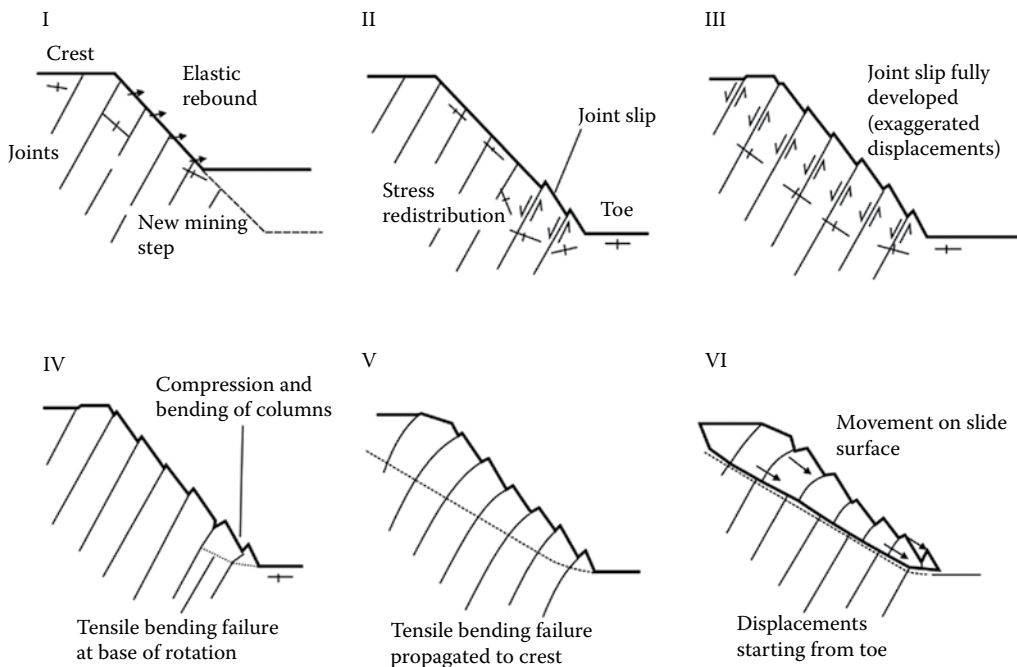 I
Crest
Elastic
rebound
Joints
New mining
step
II
Joint slip
Stress
redistribution
Toe
III
Joint slip fully
developed
(exaggerated
displacements)
IV
Compression and
bending of columns
Tensile bending failure
at base of rotation
V
Tensile bending failure
propagated to crest
VI
Movement on slide
surface
Displacements
starting from toe